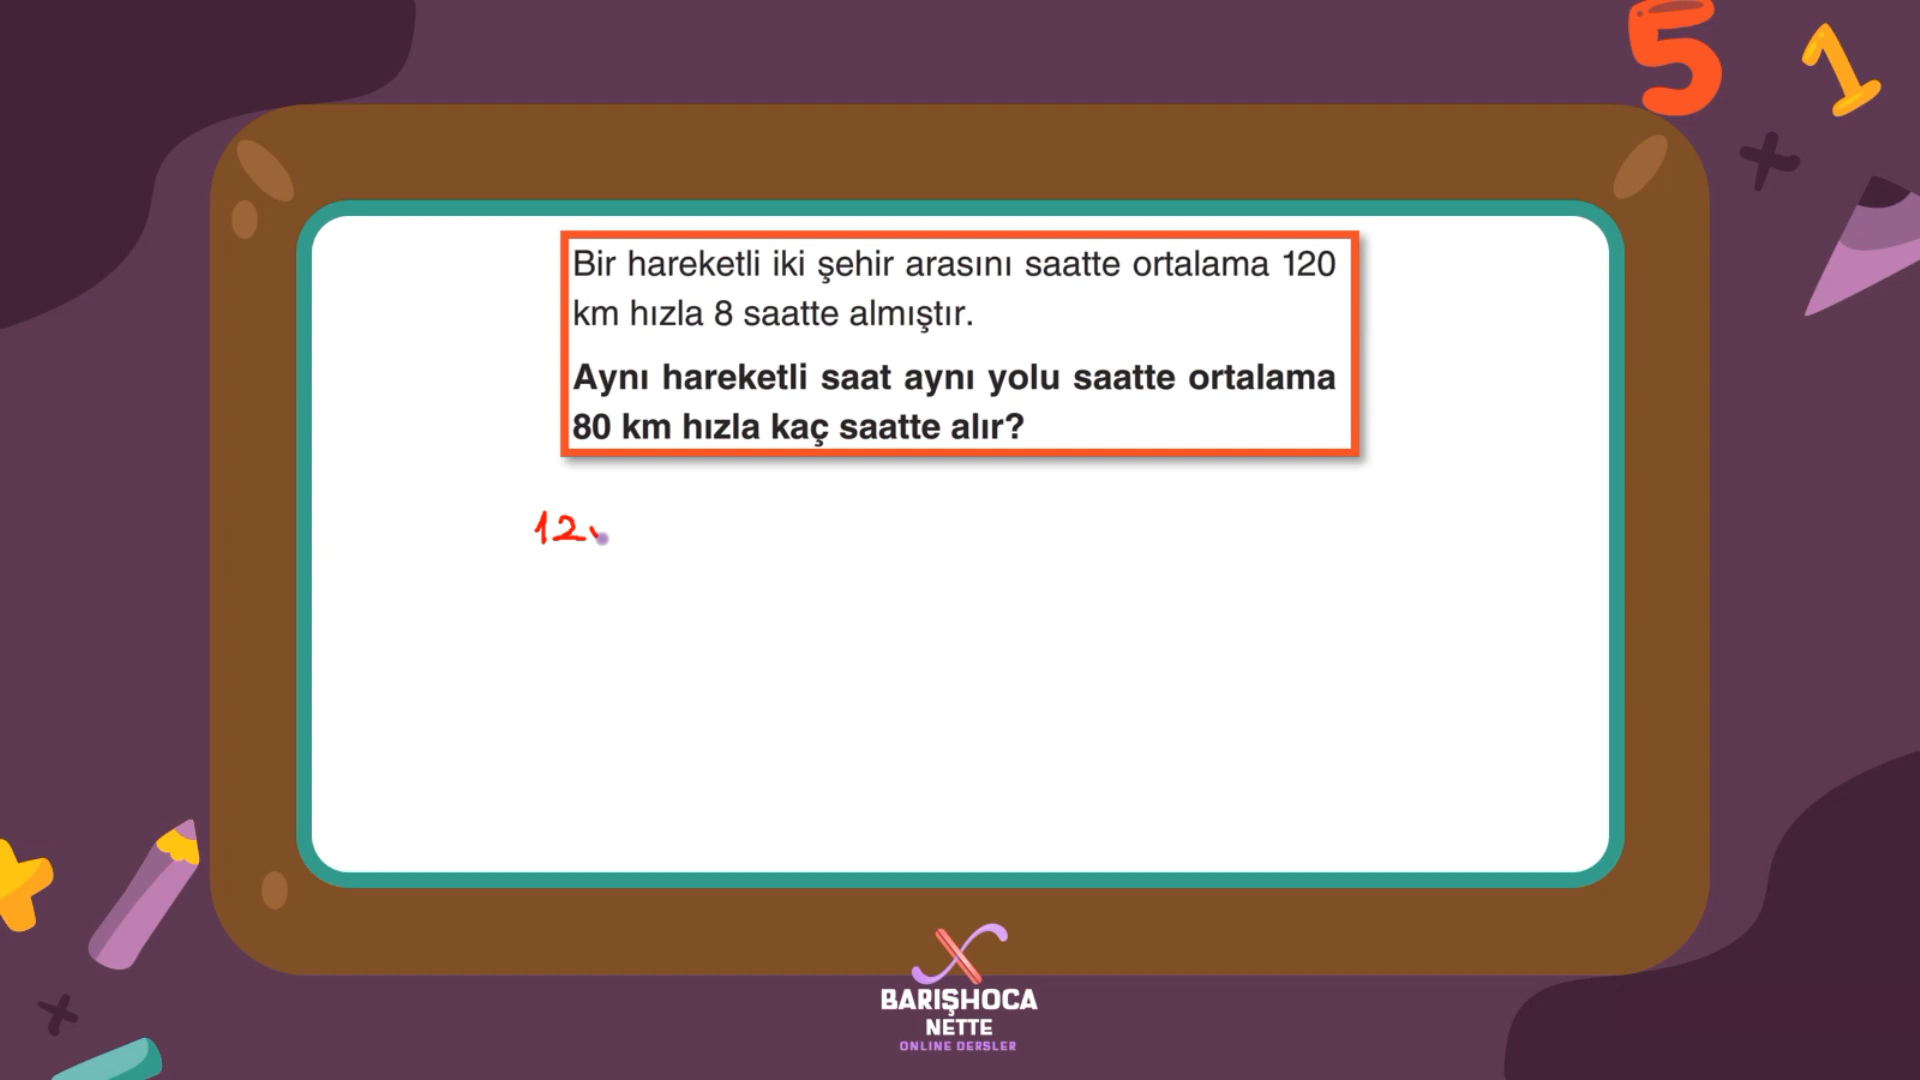 5 1
Bir hareketli iki şehir arasını saatte ortalama 120
km hızla 8 saatte almıştır.
Aynı hareketli saat aynı yolu saatte ortalama
80 km hızla kaç saatte alır?
12
BARIŞHOCA
NETTE
ONLINE DERSLER